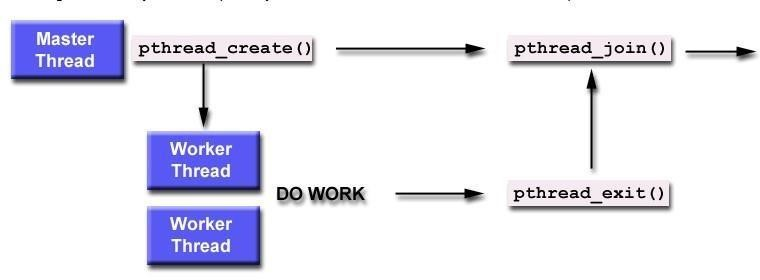 Master
Thread
pthread_create()
pthread_join()
Worker
Thread
DO WORK
pthread_exit()
Worker
Thread